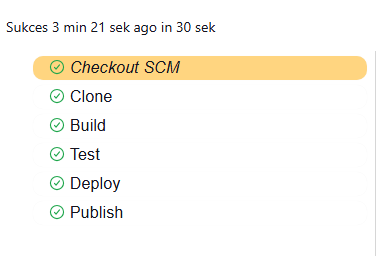 Sukces 3 min 21 sek ago in 30 sek
Checkout SCM
Clone
Build
Test
Deploy
Publish